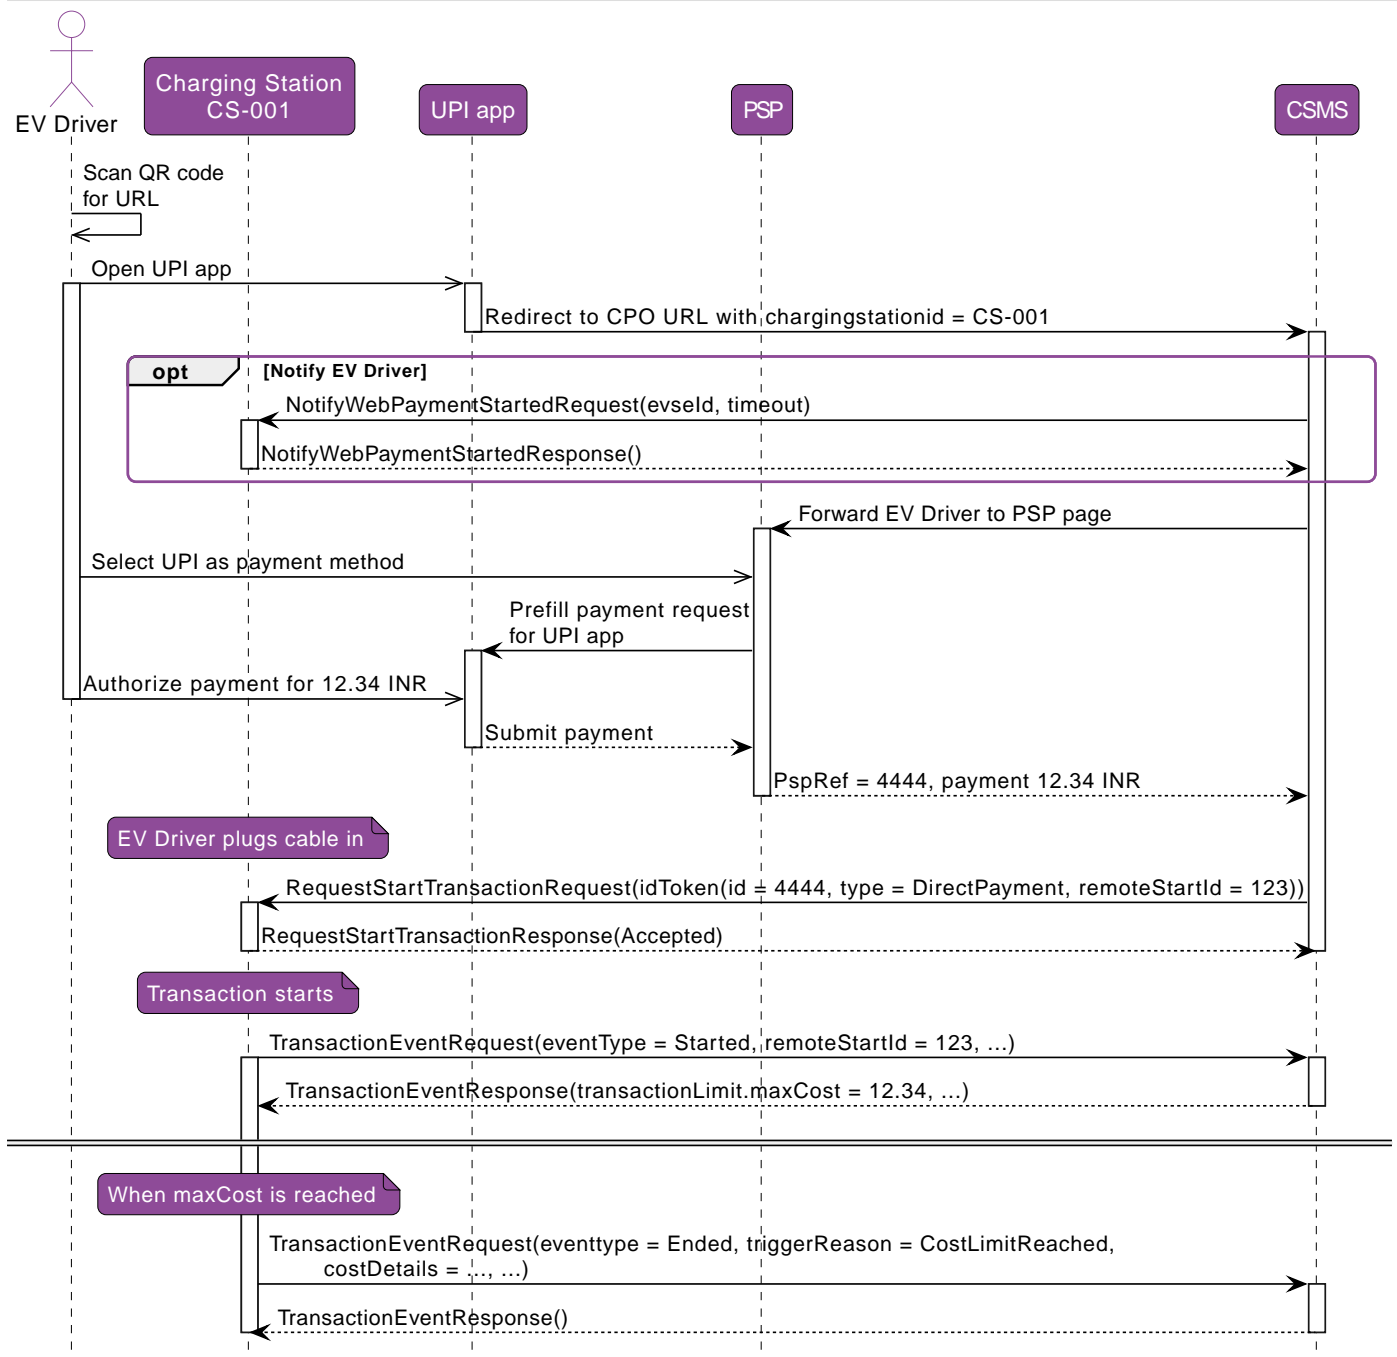 EV Driver
Charging Station
CS-001
UPI app
PSP
CSMS
Scan QR code
for URL
Open UPI app
Redirect to CPO URL with chargingstationid = CS-001
opt
[Notify EV Driver]
NotifyWebPaymentStartedRequest(evseId, timeout)
NotifyWebPaymentStartedResponse()
Forward EV Driver to PSP page
Select UPI as payment method
Prefill payment request
for UPI app
Authorize payment for 12.34 INR
Submit payment
PspRef = 4444, payment 12.34 INR
EV Driver plugs cable in
RequestStartTransactionRequest(idToken(id = 4444, type = DirectPayment, remoteStartId = 123))
RequestStartTransactionResponse(Accepted)
Transaction starts
TransactionEventRequest(eventType = Started, remoteStartId = 123, ...)
TransactionEventResponse(transactionLimit.maxCost = 12.34, ...)
When maxCost is reached
TransactionEventRequest(eventtype = Ended, triggerReason = CostLimitReached,
costDetails = ..., ...)
TransactionEventResponse()